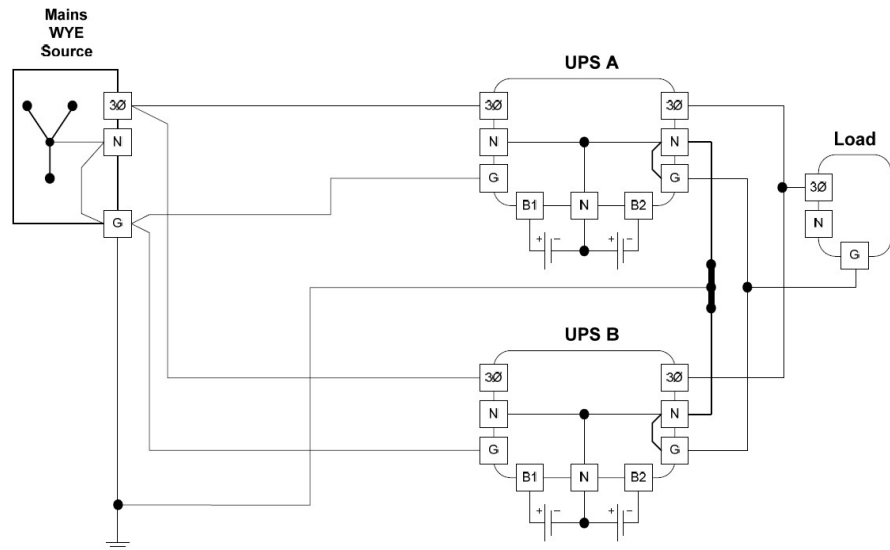 Mains
WYE
Source
3Ø
N
G
UPS A
3Ø
N
G
3Ø
N
G
B1
N
B2
+ − + −
Load
3Ø
N
G
UPS B
3Ø
N
G
3Ø
N
G
B1
N
B2
+ − + −